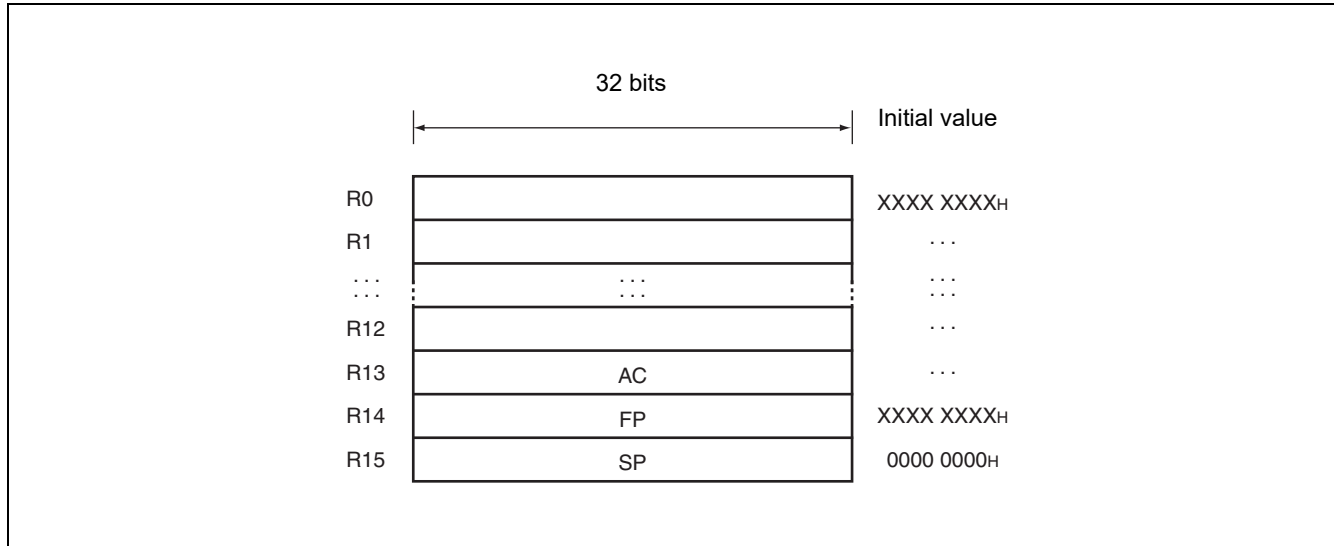 32 bits
Initial value
R0 XXXX XXXXH
R1 ...
... ... ...
... ... ...
R12 ...
R13 AC ...
R14 FP XXXX XXXXH
R15 SP 0000 0000H